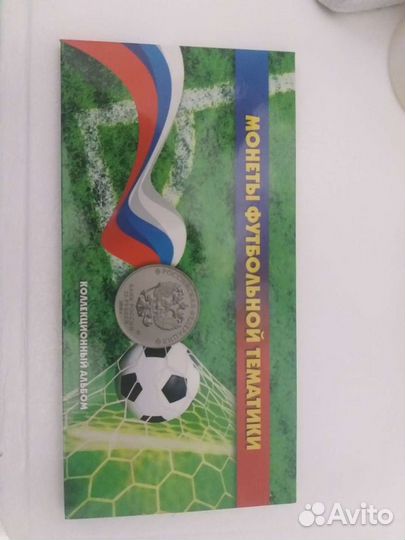 МОНЕТЫ ФУТБОЛЬНОЙ ТЕМАТИКИ
КОЛЛЕКЦИОННЫЙ АЛЬБОМ
Avito